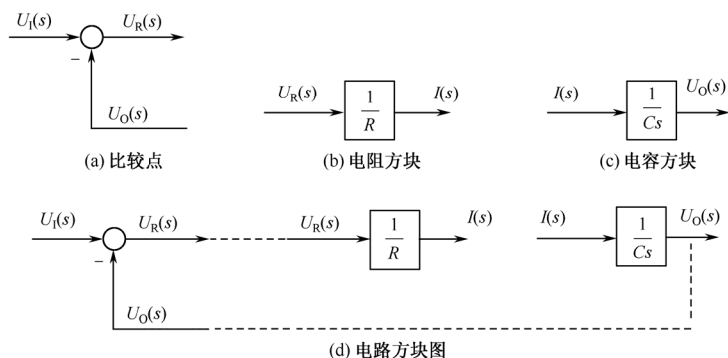 U_I(s) U_R(s)
−
U_O(s)
(a) 比较点
U_R(s) 1/R I(s)
(b) 电阻方块
I(s) 1/Cs U_O(s)
(c) 电容方块
U_I(s) U_R(s) U_R(s) 1/R I(s) I(s) 1/Cs U_O(s)
−
U_O(s)
(d) 电路方块图